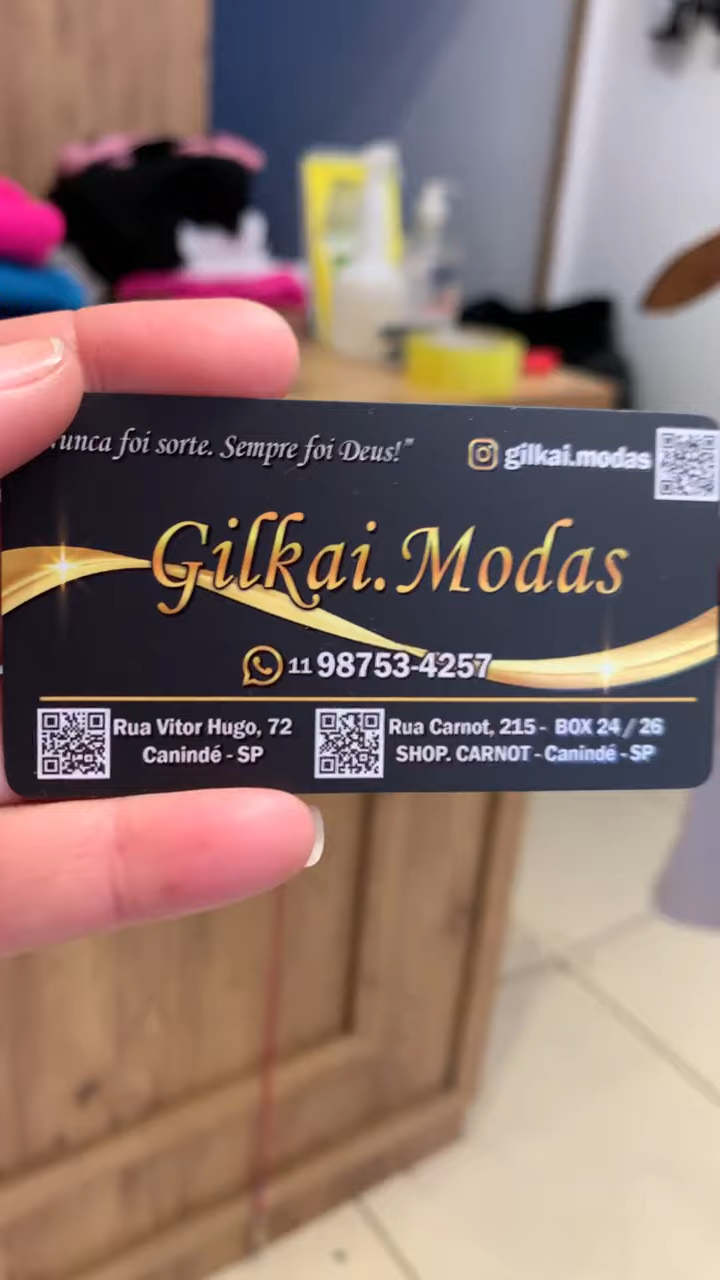 unca foi sorte. Sempre foi Deus!”
gilkai.modas
Gilkai.Modas
11 98753-4257
Rua Vitor Hugo, 72
Canindé - SP
Rua Carnot, 215 - BOX 24 / 26
SHOP. CARNOT - Canindé - SP